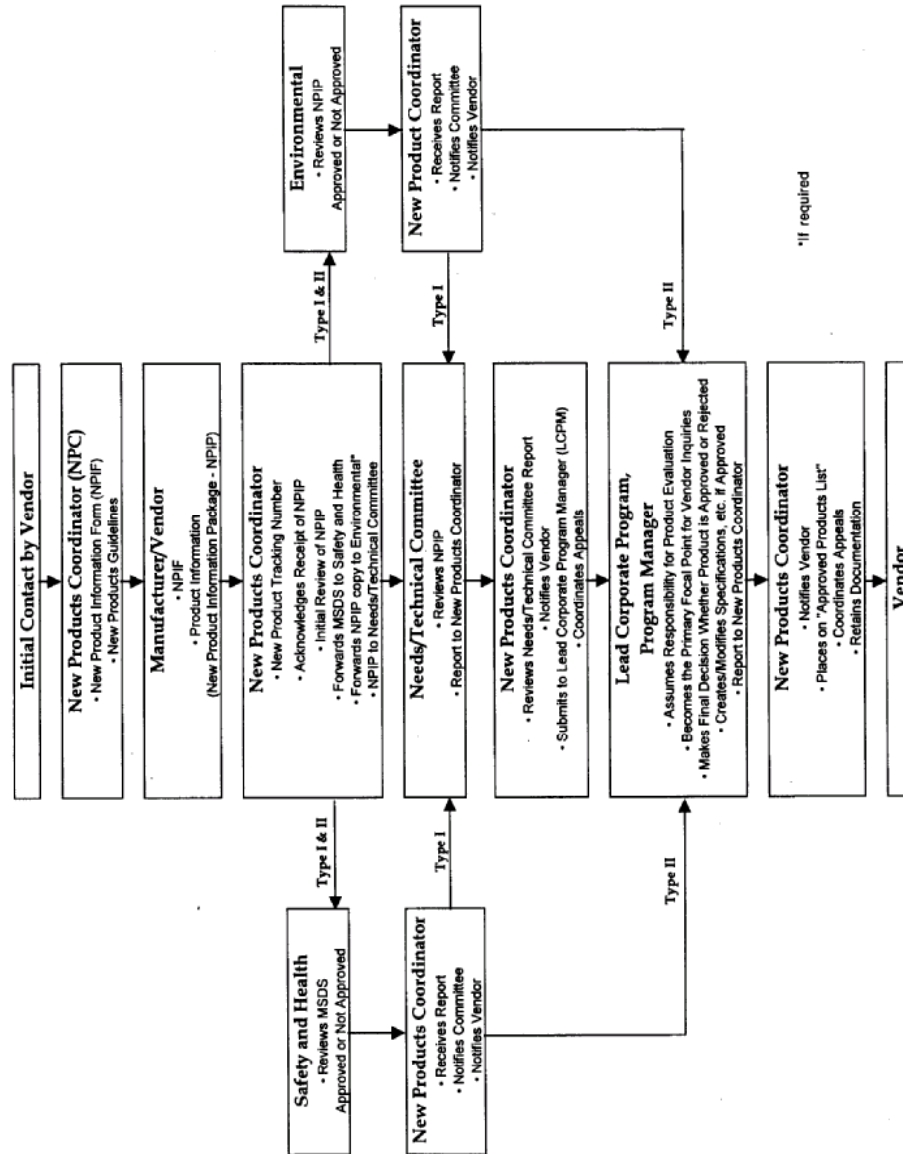 Initial Contact by Vendor
New Products Coordinator (NPC)
• New Product Information Form (NPIF)
• New Products Guidelines
Manufacturer/Vendor
• NPIF
• Product Information
(New Product Information Package - NPIP)
New Products Coordinator
• New Product Tracking Number
• Acknowledges Receipt of NPIP
• Initial Review of NPIP
• Forwards MSDS to Safety and Health
• Forwards NPIP copy to Environmental*
• NPIP to Needs/Technical Committee
Type I & II
Type I & II
Safety and Health
• Reviews MSDS
Approved or Not Approved
Environmental
• Reviews NPIP
Approved or Not Approved
New Products Coordinator
• Receives Report
• Notifies Committee
• Notifies Vendor
Type I
Needs/Technical Committee
• Reviews NPIP
• Report to New Products Coordinator
Type I
New Product Coordinator
• Receives Report
• Notifies Committee
• Notifies Vendor
New Products Coordinator
• Reviews Needs/Technical Committee Report
• Notifies Vendor
• Submits to Lead Corporate Program Manager (LCPM)
• Coordinates Appeals
Type II
Type II
Lead Corporate Program,
Program Manager
• Assumes Responsibility for Product Evaluation
• Becomes the Primary Focal Point for Vendor Inquiries
• Makes Final Decision Whether Product is Approved or Rejected
• Creates/Modifies Specifications, etc. if Approved
• Report to New Products Coordinator
New Products Coordinator
• Notifies Vendor
• Places on "Approved Products List"
• Coordinates Appeals
• Retains Documentation
*If required
Vendor